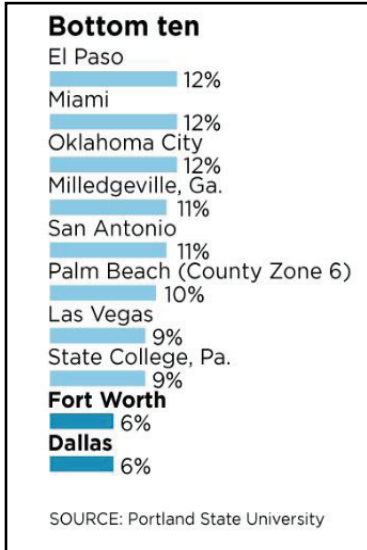 Bottom ten
El Paso
12%
Miami
12%
Oklahoma City
12%
Milledgeville, Ga.
11%
San Antonio
11%
Palm Beach (County Zone 6)
10%
Las Vegas
9%
State College, Pa.
9%
Fort Worth
6%
Dallas
6%
SOURCE: Portland State University